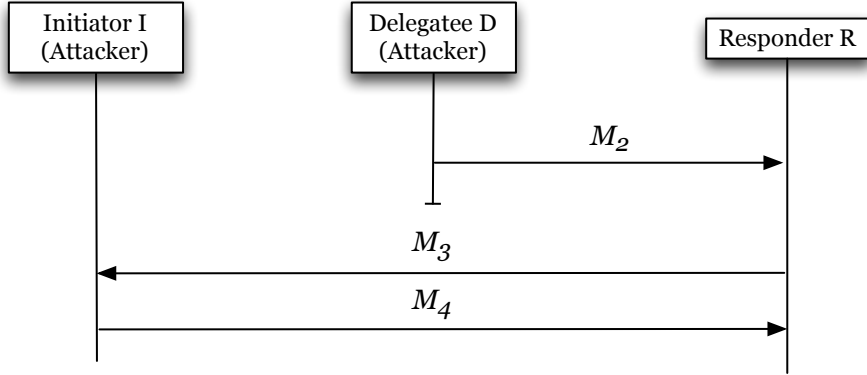 Initiator I
(Attacker)
Delegatee D
(Attacker)
Responder R
M₂
M₃
M₄